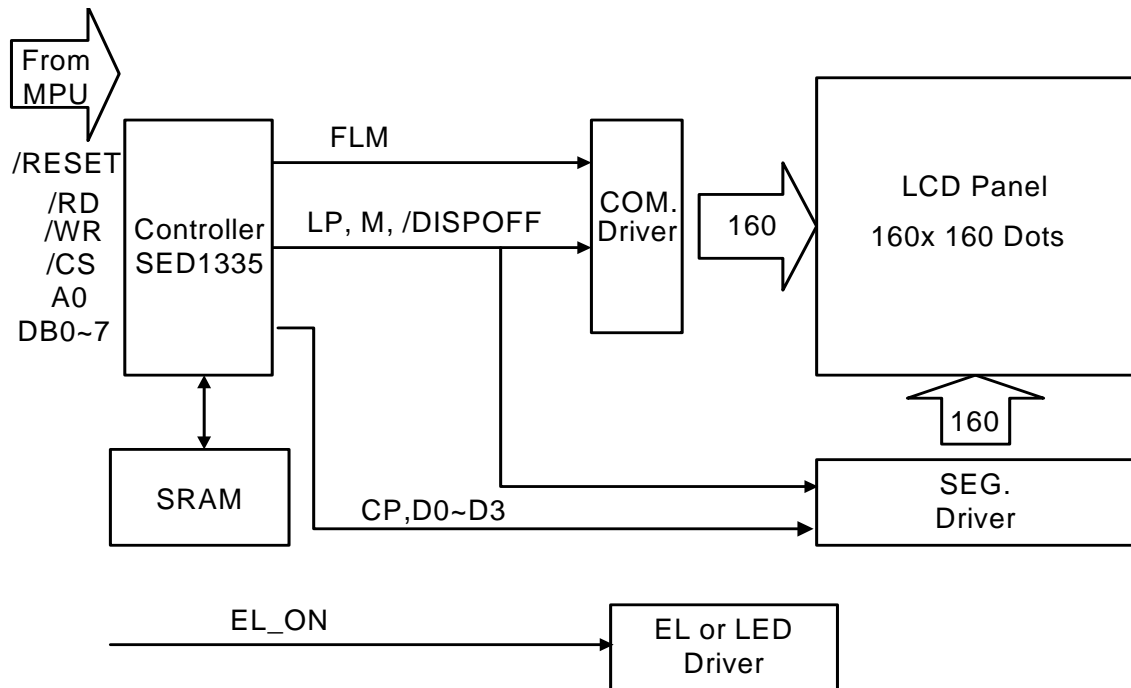 From
MPU
/RESET
/RD
/WR
/CS
A0
DB0~7
Controller
SED1335
FLM
LP, M, /DISPOFF
COM.
Driver
160
LCD Panel
160x 160 Dots
160
SRAM
CP,D0~D3
SEG.
Driver
EL_ON
EL or LED
Driver